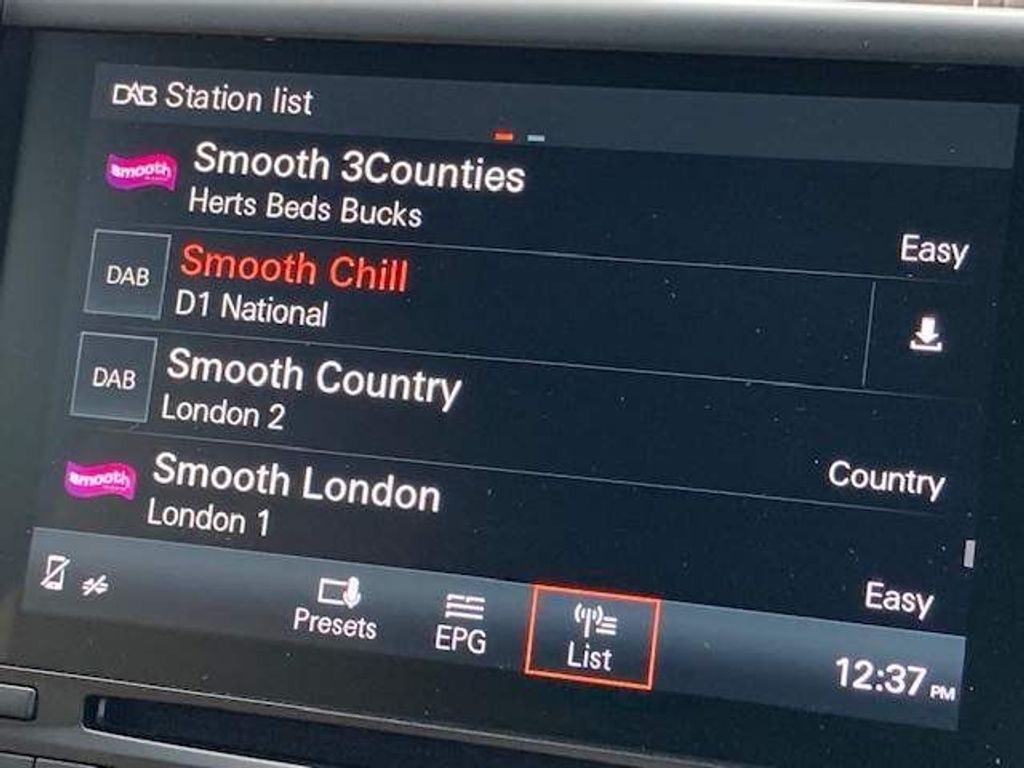 DAB Station list
smooth Smooth 3Counties
Herts Beds Bucks
Easy
DAB Smooth Chill
D1 National
DAB Smooth Country
London 2
Country
smooth Smooth London
London 1
Easy
Presets
EPG
List
12:37 PM